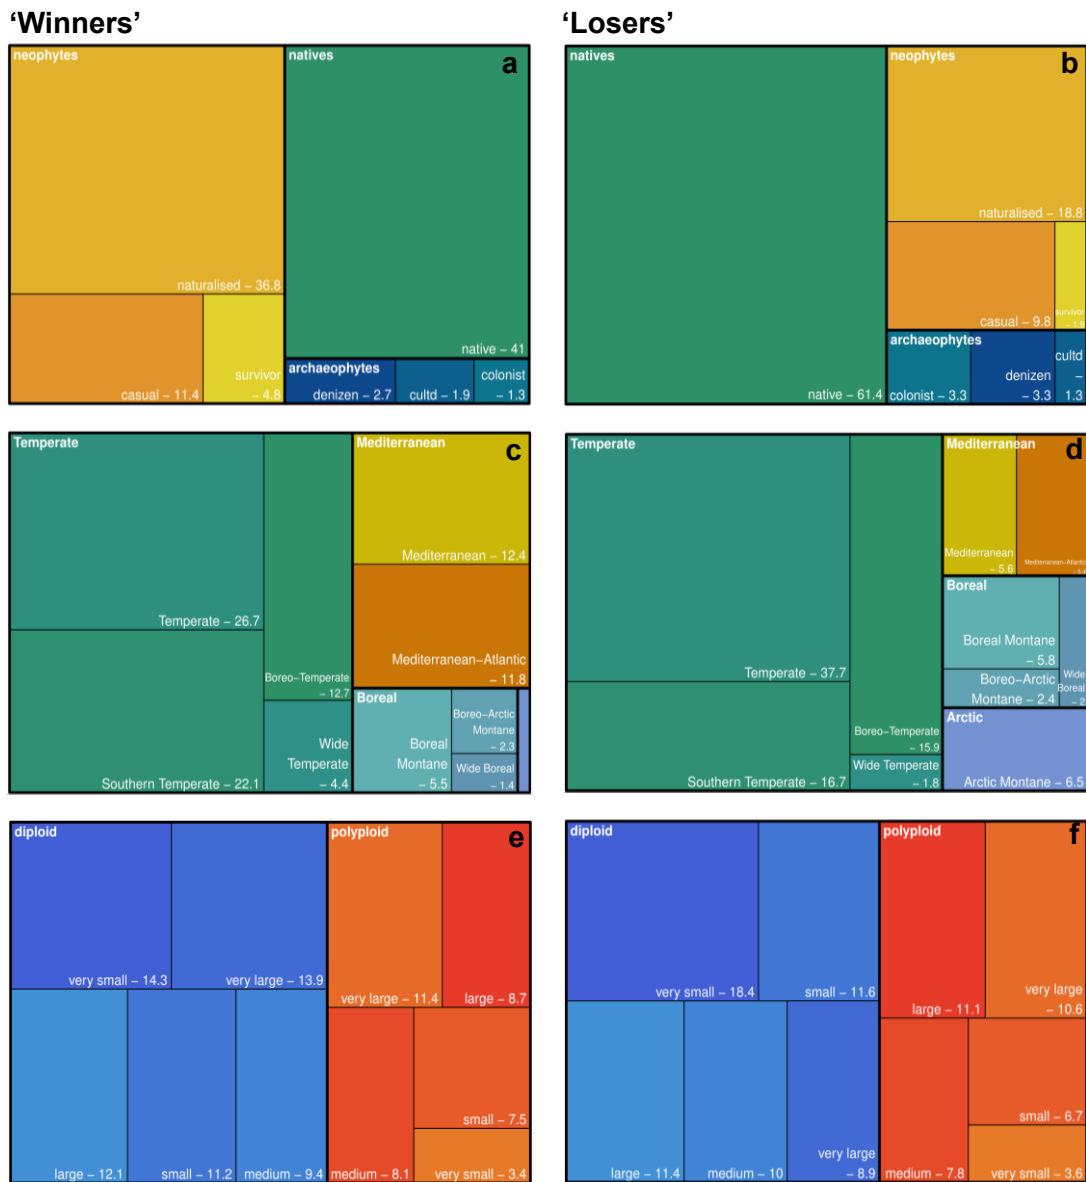 ‘Winners’
‘Losers’
neophytes
natives
a
naturalised – 36.8
native – 41
casual – 11.4
survivor
– 4.8
archaeophytes
denizen – 2.7
cultd – 1.9
colonist
– 1.3
natives
neophytes
b
naturalised – 18.8
casual – 9.8
survivor
– 1.9
native – 61.4
archaeophytes
colonist – 3.3
denizen
– 3.3
cultd
–
1.3
Temperate
Mediterranean
c
Mediterranean – 12.4
Temperate – 26.7
Mediterranean–Atlantic
– 11.8
Boreo–Temperate
– 12.7
Southern Temperate – 22.1
Wide
Temperate
– 4.4
Boreal
Boreal
Montane
– 5.5
Boreo–Arctic
Montane
– 2.3
Wide Boreal
– 1.4
Temperate
Mediterranean
d
Mediterranean
– 5.6
Mediterranean–Atlantic
– 5.4
Temperate – 37.7
Boreo–Temperate
– 15.9
Southern Temperate – 16.7
Wide Temperate
– 1.8
Boreal
Boreal Montane
– 5.8
Boreo–Arctic
Montane – 2.4
Wide
Boreal
– 2
Arctic
Arctic Montane – 6.5
diploid
polyploid
e
very small – 14.3
very large – 13.9
very large – 11.4
large – 8.7
large – 12.1
small – 11.2
medium – 9.4
medium – 8.1
small – 7.5
very small – 3.4
diploid
polyploid
f
very small – 18.4
small – 11.6
large – 11.1
very large
– 10.6
large – 11.4
medium – 10
very large
– 8.9
medium – 7.8
small – 6.7
very small – 3.6